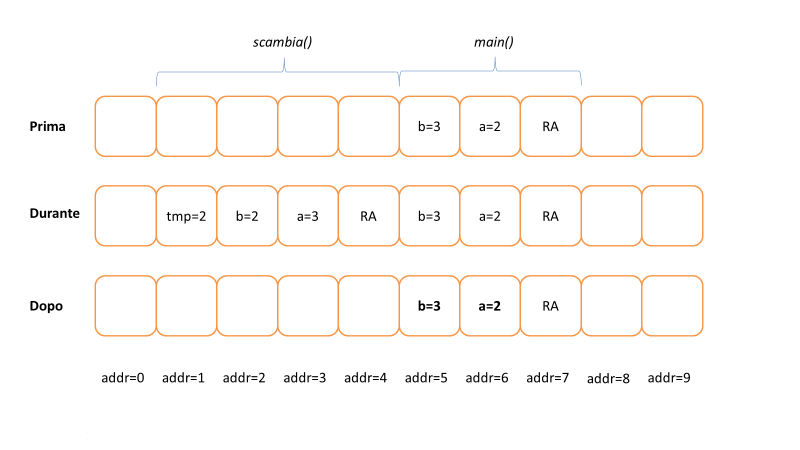 scambia() main()
Prima b=3 a=2 RA
Durante tmp=2 b=2 a=3 RA b=3 a=2 RA
Dopo b=3 a=2 RA
addr=0 addr=1 addr=2 addr=3 addr=4 addr=5 addr=6 addr=7 addr=8 addr=9